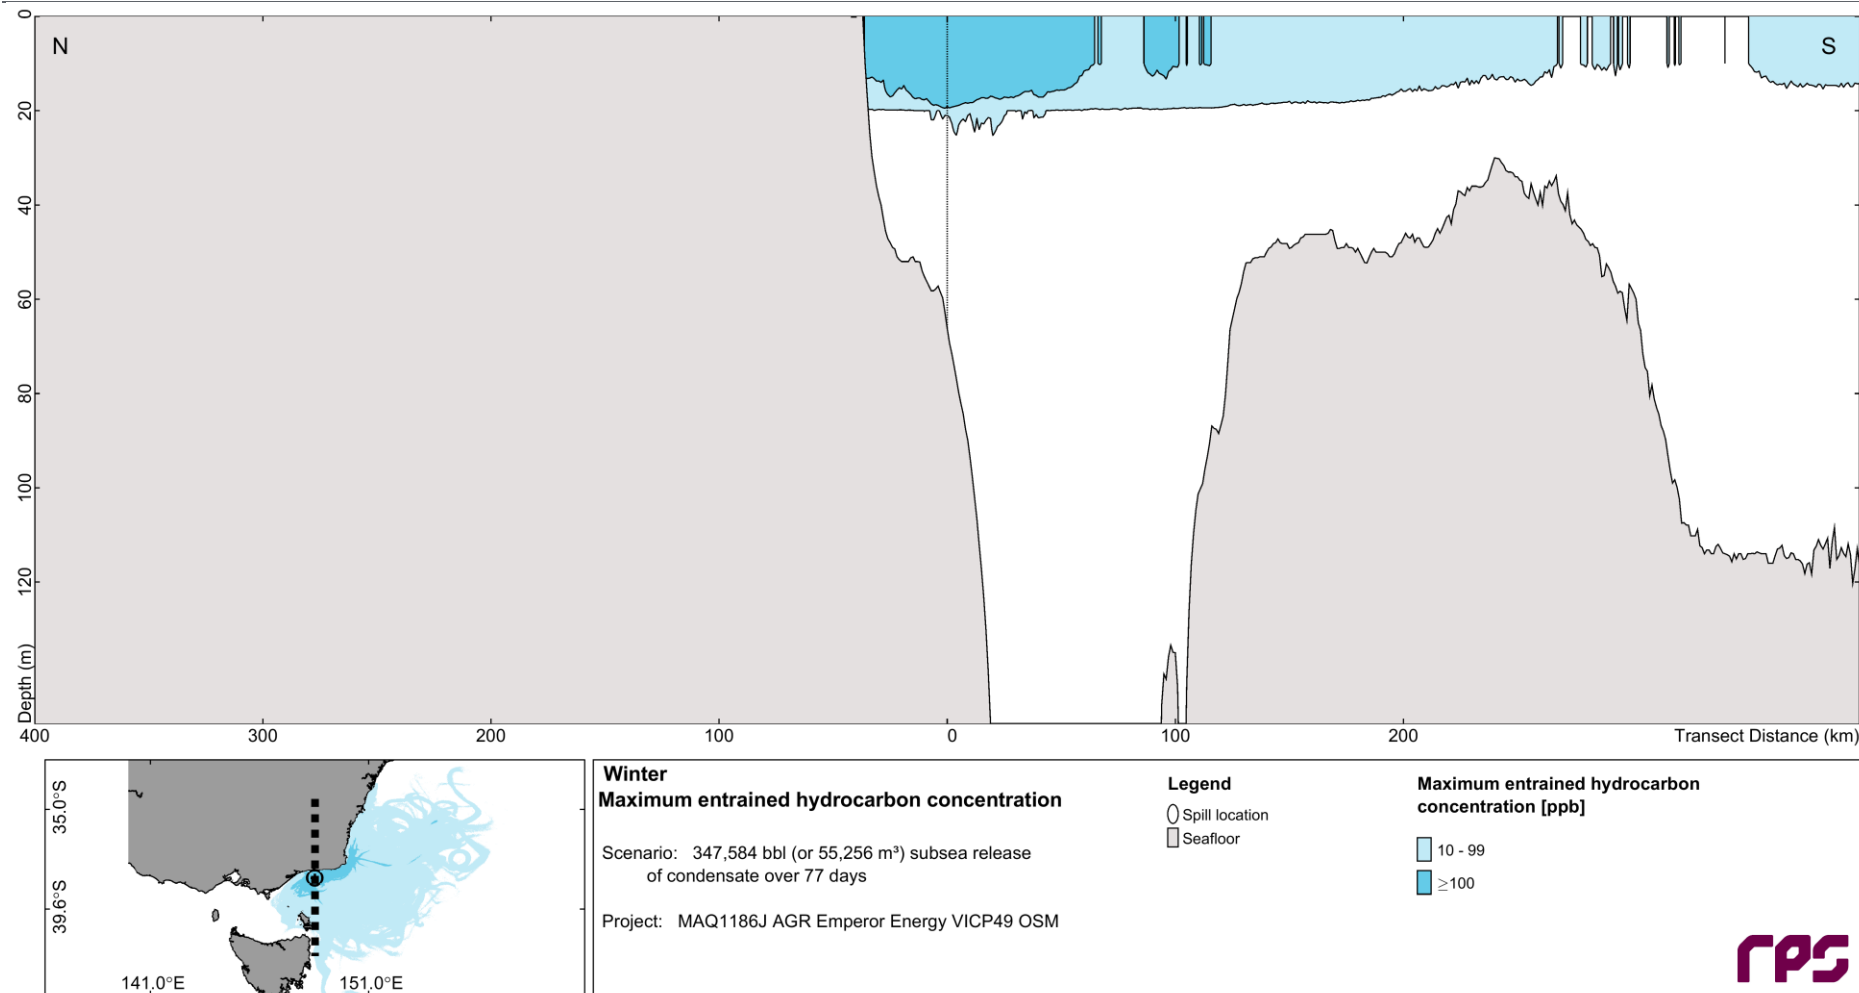 N
S
0
20
40
60
80
100
120
Depth (m)
400
300
200
100
0
100
200
Transect Distance (km)
35.0°S
39.6°S
141.0°E
151.0°E
Winter
Maximum entrained hydrocarbon concentration
Scenario: 347,584 bbl (or 55,256 m³) subsea release
of condensate over 77 days
Project: MAQ1186J AGR Emperor Energy VICP49 OSM
Legend
Spill location
Seafloor
Maximum entrained hydrocarbon
concentration [ppb]
10 - 99
≥100
rps